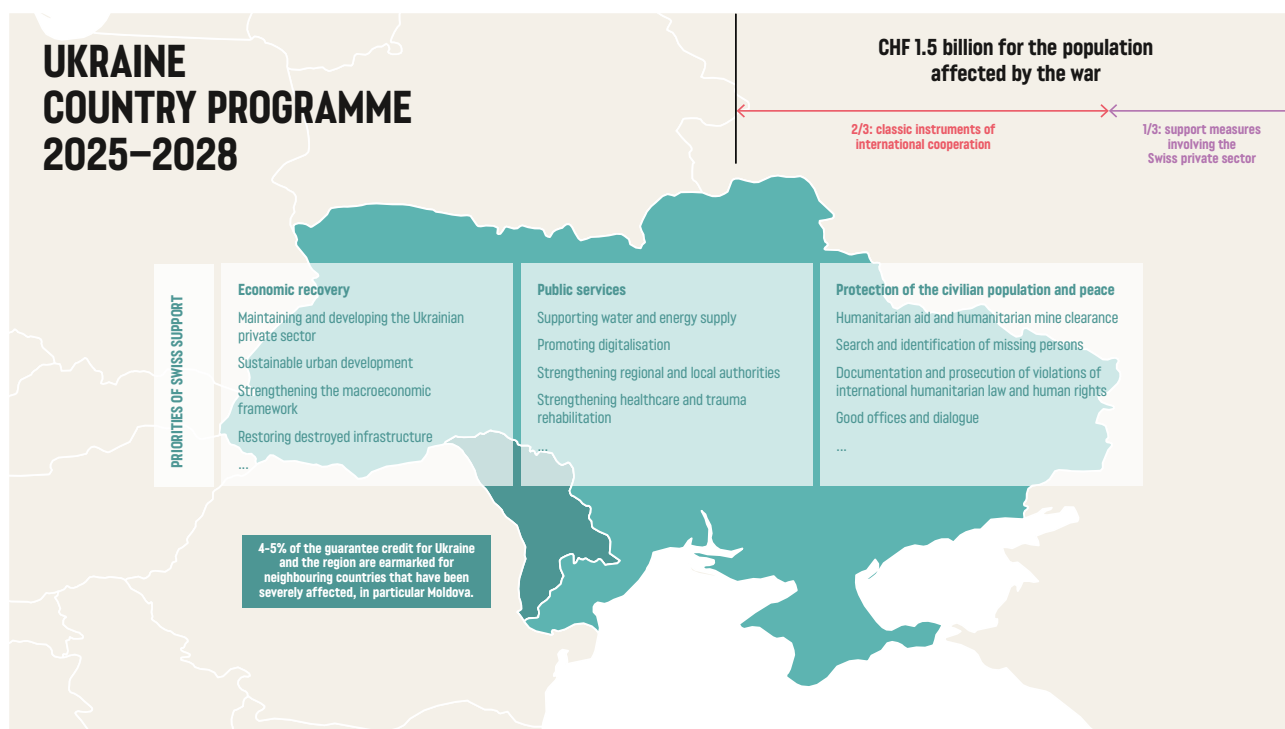 UKRAINE
COUNTRY PROGRAMME
2025–2028
CHF 1.5 billion for the population
affected by the war
2/3: classic instruments of
international cooperation
1/3: support measures
involving the
Swiss private sector
PRIORITIES OF SWISS SUPPORT
Economic recovery
Maintaining and developing the Ukrainian
private sector
Sustainable urban development
Strengthening the macroeconomic
framework
Restoring destroyed infrastructure
...
Public services
Supporting water and energy supply
Promoting digitalisation
Strengthening regional and local authorities
Strengthening healthcare and trauma
rehabilitation
...
Protection of the civilian population and peace
Humanitarian aid and humanitarian mine clearance
Search and identification of missing persons
Documentation and prosecution of violations of
international humanitarian law and human rights
Good offices and dialogue
...
4-5% of the guarantee credit for Ukraine
and the region are earmarked for
neighbouring countries that have been
severely affected, in particular Moldova.